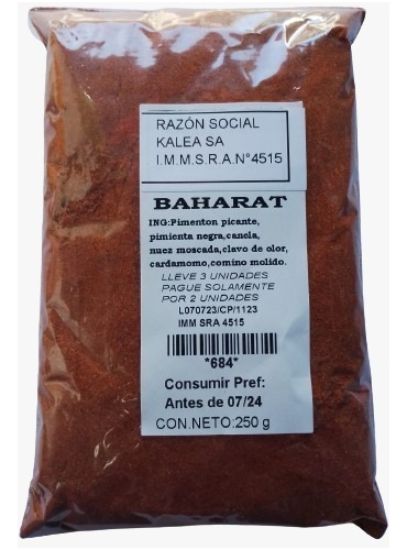 RAZÓN SOCIAL
KALEA SA
I.M.M.S.R.A.N°4515
BAHARAT
ING:Pimenton picante,
pimienta negra,canela,
nuez moscada,clavo de olor,
cardamomo,comino molido.
LLEVE 3 UNIDADES
PAGUE SOLAMENTE
POR 2 UNIDADES
L070723/CP/1123
IMM SRA 4515
*684*
Consumir Pref:
Antes de 07/24
CON.NETO:250 g